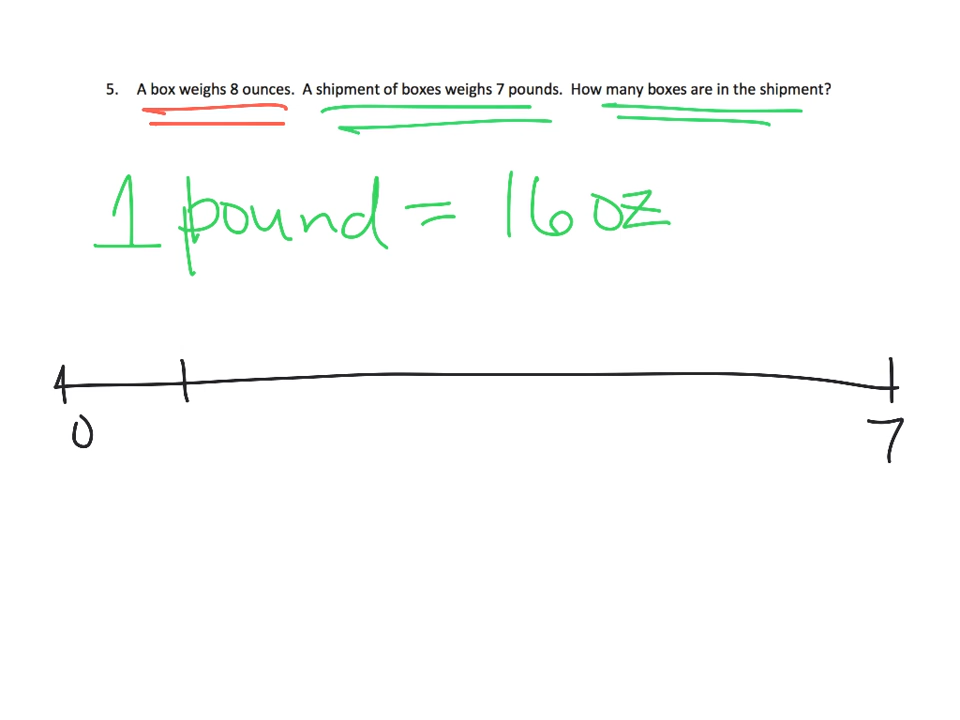 5. A box weighs 8 ounces. A shipment of boxes weighs 7 pounds. How many boxes are in the shipment?
1 pound = 16 oz
0 7